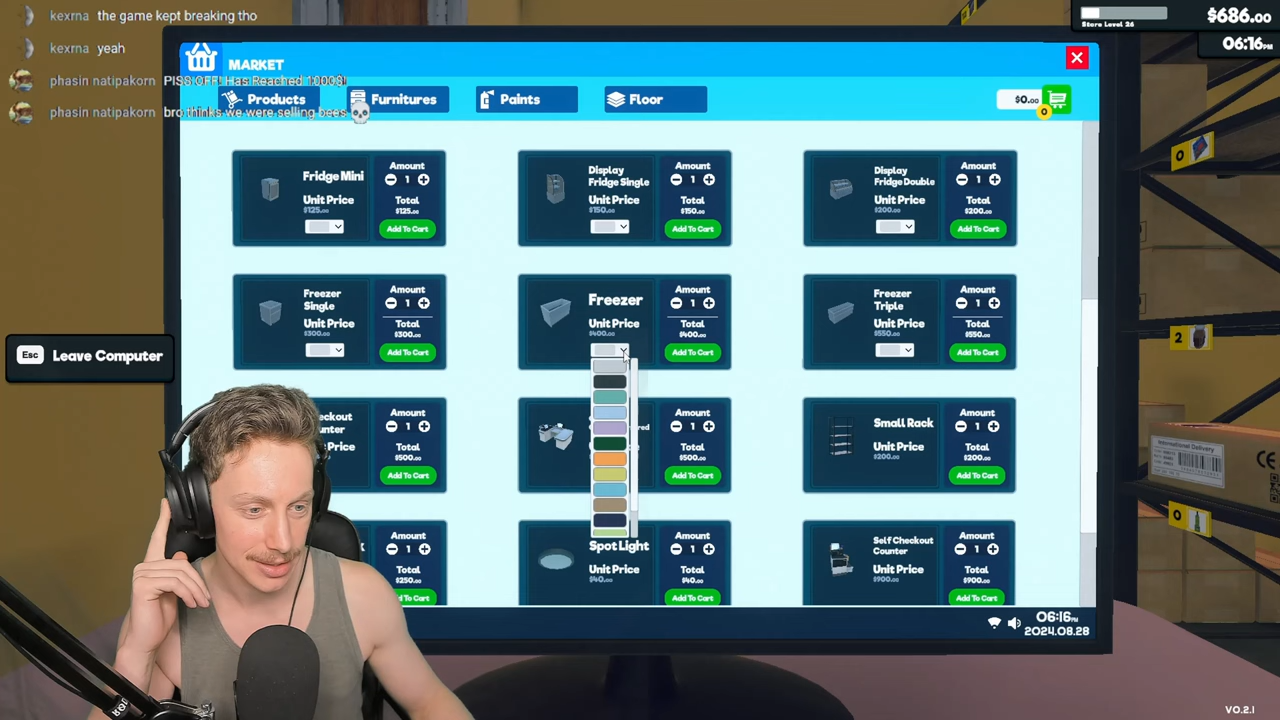 kexrna the game kept breaking tho
kexrna yeah
phasin natipakorn PISS OFF! Has Reached 1000$!
phasin natipakorn bro thinks we were selling bees
$686.00
Store Level 26
06:16PM
MARKET
Products
Furnitures
Paints
Floor
$0.00
0
Fridge Mini
Unit Price
$125.00
Amount
1
Total
$125.00
Add To Cart
Display
Fridge Single
Unit Price
$150.00
Amount
1
Total
$150.00
Add To Cart
Display
Fridge Double
Unit Price
$200.00
Amount
1
Total
$200.00
Add To Cart
Freezer
Single
Unit Price
$300.00
Amount
1
Total
$300.00
Add To Cart
Freezer
Unit Price
$400.00
Amount
1
Total
$400.00
Add To Cart
Freezer
Triple
Unit Price
$550.00
Amount
1
Total
$550.00
Add To Cart
Esc Leave Computer
Price
Amount
1
Total
$500.00
Add To Cart
Amount
1
Total
$500.00
Add To Cart
Small Rack
Unit Price
$200.00
Amount
1
Total
$200.00
Add To Cart
Amount
1
Total
$250.00
Cart
Spot Light
Unit Price
$40.00
Amount
1
Total
$40.00
Add To Cart
Self Checkout
Counter
Unit Price
$900.00
Amount
1
Total
$900.00
Add To Cart
06:16PM
2024.08.28
0
2
0
International Delivery
CE
V0.2.1